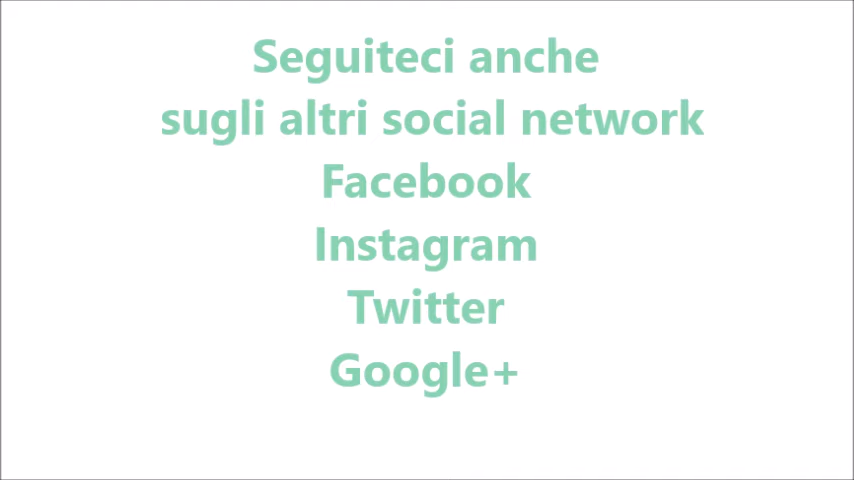 Seguiteci anche
sugli altri social network
Facebook
Instagram
Twitter
Google+